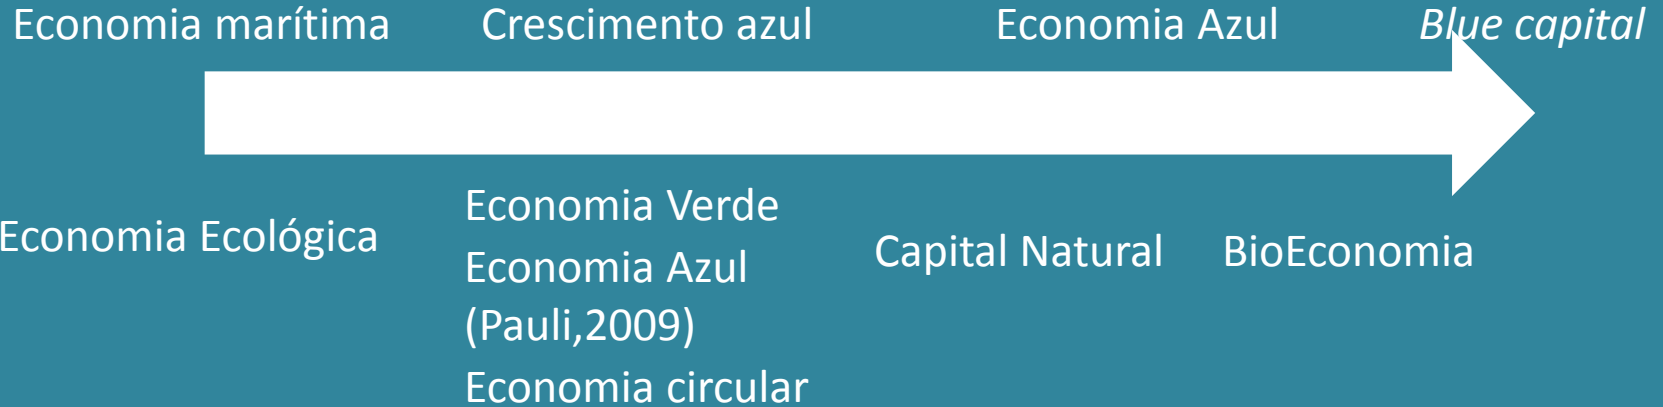 Economia marítima
Crescimento azul
Economia Azul
Blue capital
Economia Ecológica
Economia Verde
Economia Azul
(Pauli,2009)
Economia circular
Capital Natural
BioEconomia